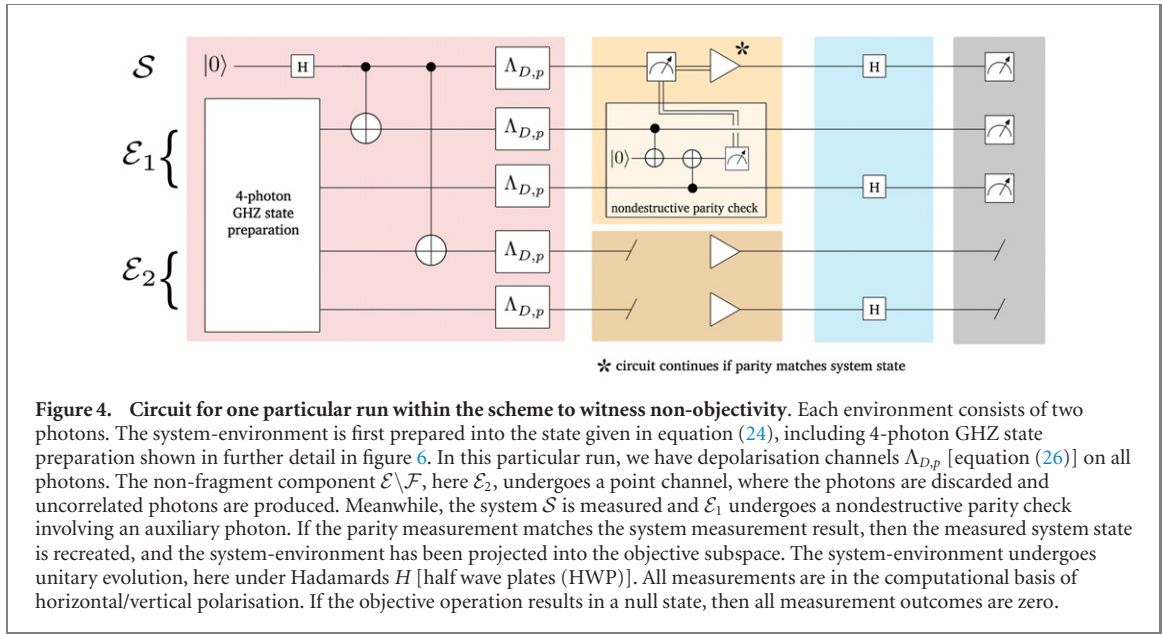 S |0⟩ H Λ_{D,p} * H
ℰ₁ { Λ_{D,p}
|0⟩
Λ_{D,p} H
4-photon
GHZ state
preparation
nondestructive parity check
ℰ₂ { Λ_{D,p}
Λ_{D,p} H
* circuit continues if parity matches system state
Figure 4. Circuit for one particular run within the scheme to witness non-objectivity. Each environment consists of two
photons. The system-environment is first prepared into the state given in equation (24), including 4-photon GHZ state
preparation shown in further detail in figure 6. In this particular run, we have depolarisation channels Λ_{D,p} [equation (26)] on all
photons. The non-fragment component ℰ\ℱ, here ℰ₂, undergoes a point channel, where the photons are discarded and
uncorrelated photons are produced. Meanwhile, the system 𝒮 is measured and ℰ₁ undergoes a nondestructive parity check
involving an auxiliary photon. If the parity measurement matches the system measurement result, then the measured system state
is recreated, and the system-environment has been projected into the objective subspace. The system-environment undergoes
unitary evolution, here under Hadamards H [half wave plates (HWP)]. All measurements are in the computational basis of
horizontal/vertical polarisation. If the objective operation results in a null state, then all measurement outcomes are zero.